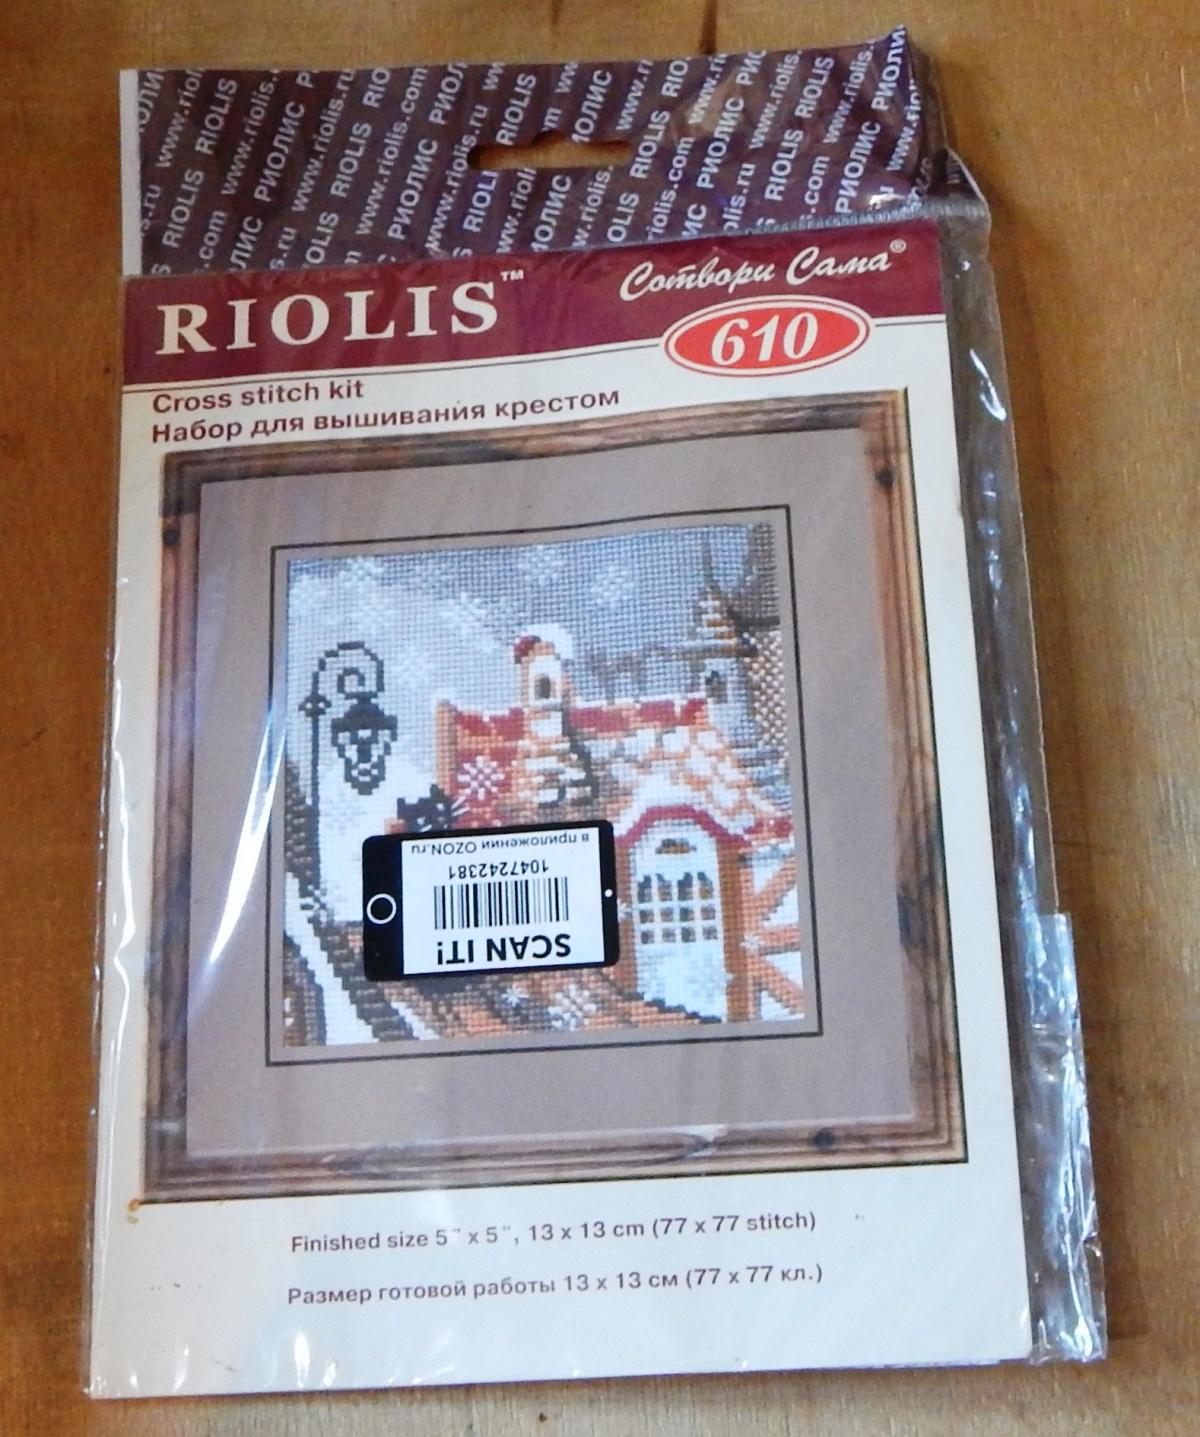 RIOLIS™
Сотвори Сама®
610
Cross stitch kit
Набор для вышивания крестом
SCAN IT!
1047242381
в приложении OZON.ru
Finished size 5" x 5", 13 x 13 cm (77 x 77 stitch)
Размер готовой работы 13 x 13 см (77 x 77 кл.)